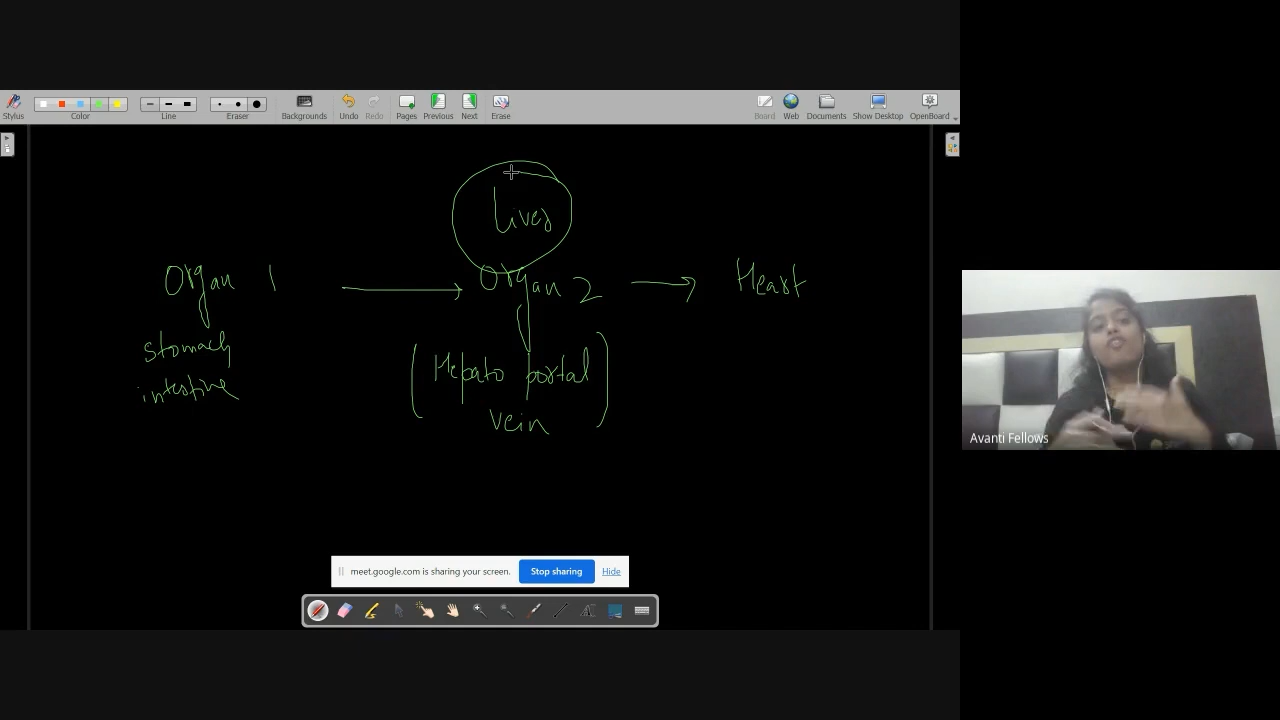 Stylus
Color
Line
Eraser
Backgrounds
Undo
Redo
Pages
Previous
Next
Erase
Board
Web
Documents
Show Desktop
OpenBoard
Liver
Organ 1
Organ 2
Heart
stomach
intestine
(Hepato portal
vein)
Avanti Fellows
meet.google.com is sharing your screen.
Stop sharing
Hide